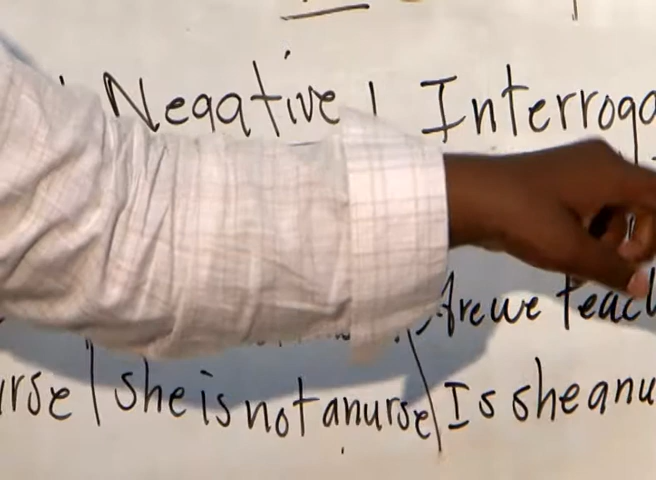 Negative | Interroga
Are we teach
urse | she is not a nurse | Is she a nu